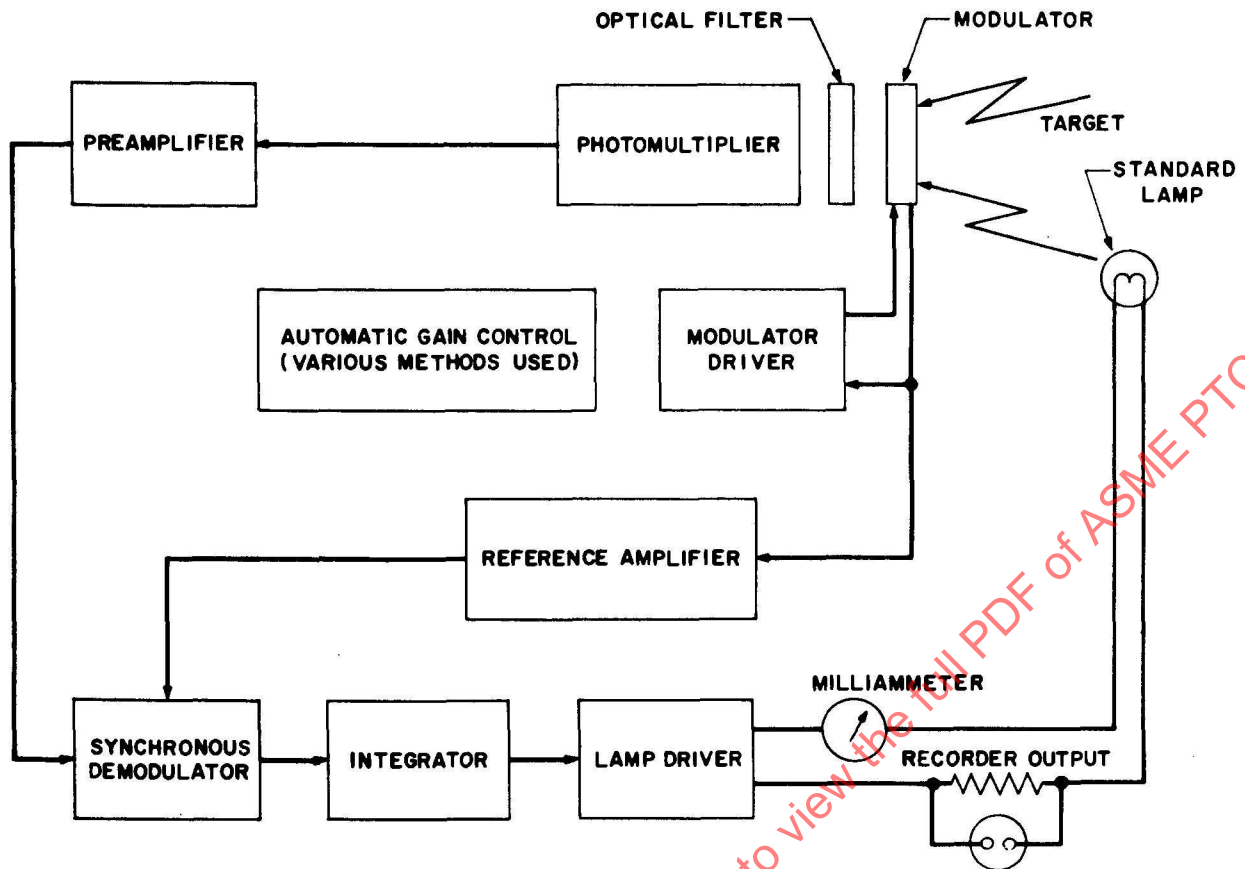 OPTICAL FILTER
MODULATOR
PREAMPLIFIER
PHOTOMULTIPLIER
TARGET
STANDARD
LAMP
AUTOMATIC GAIN CONTROL
(VARIOUS METHODS USED)
MODULATOR
DRIVER
REFERENCE AMPLIFIER
MILLIAMMETER
SYNCHRONOUS
DEMODULATOR
INTEGRATOR
LAMP DRIVER
RECORDER OUTPUT
to view the full PDF of ASME PTC